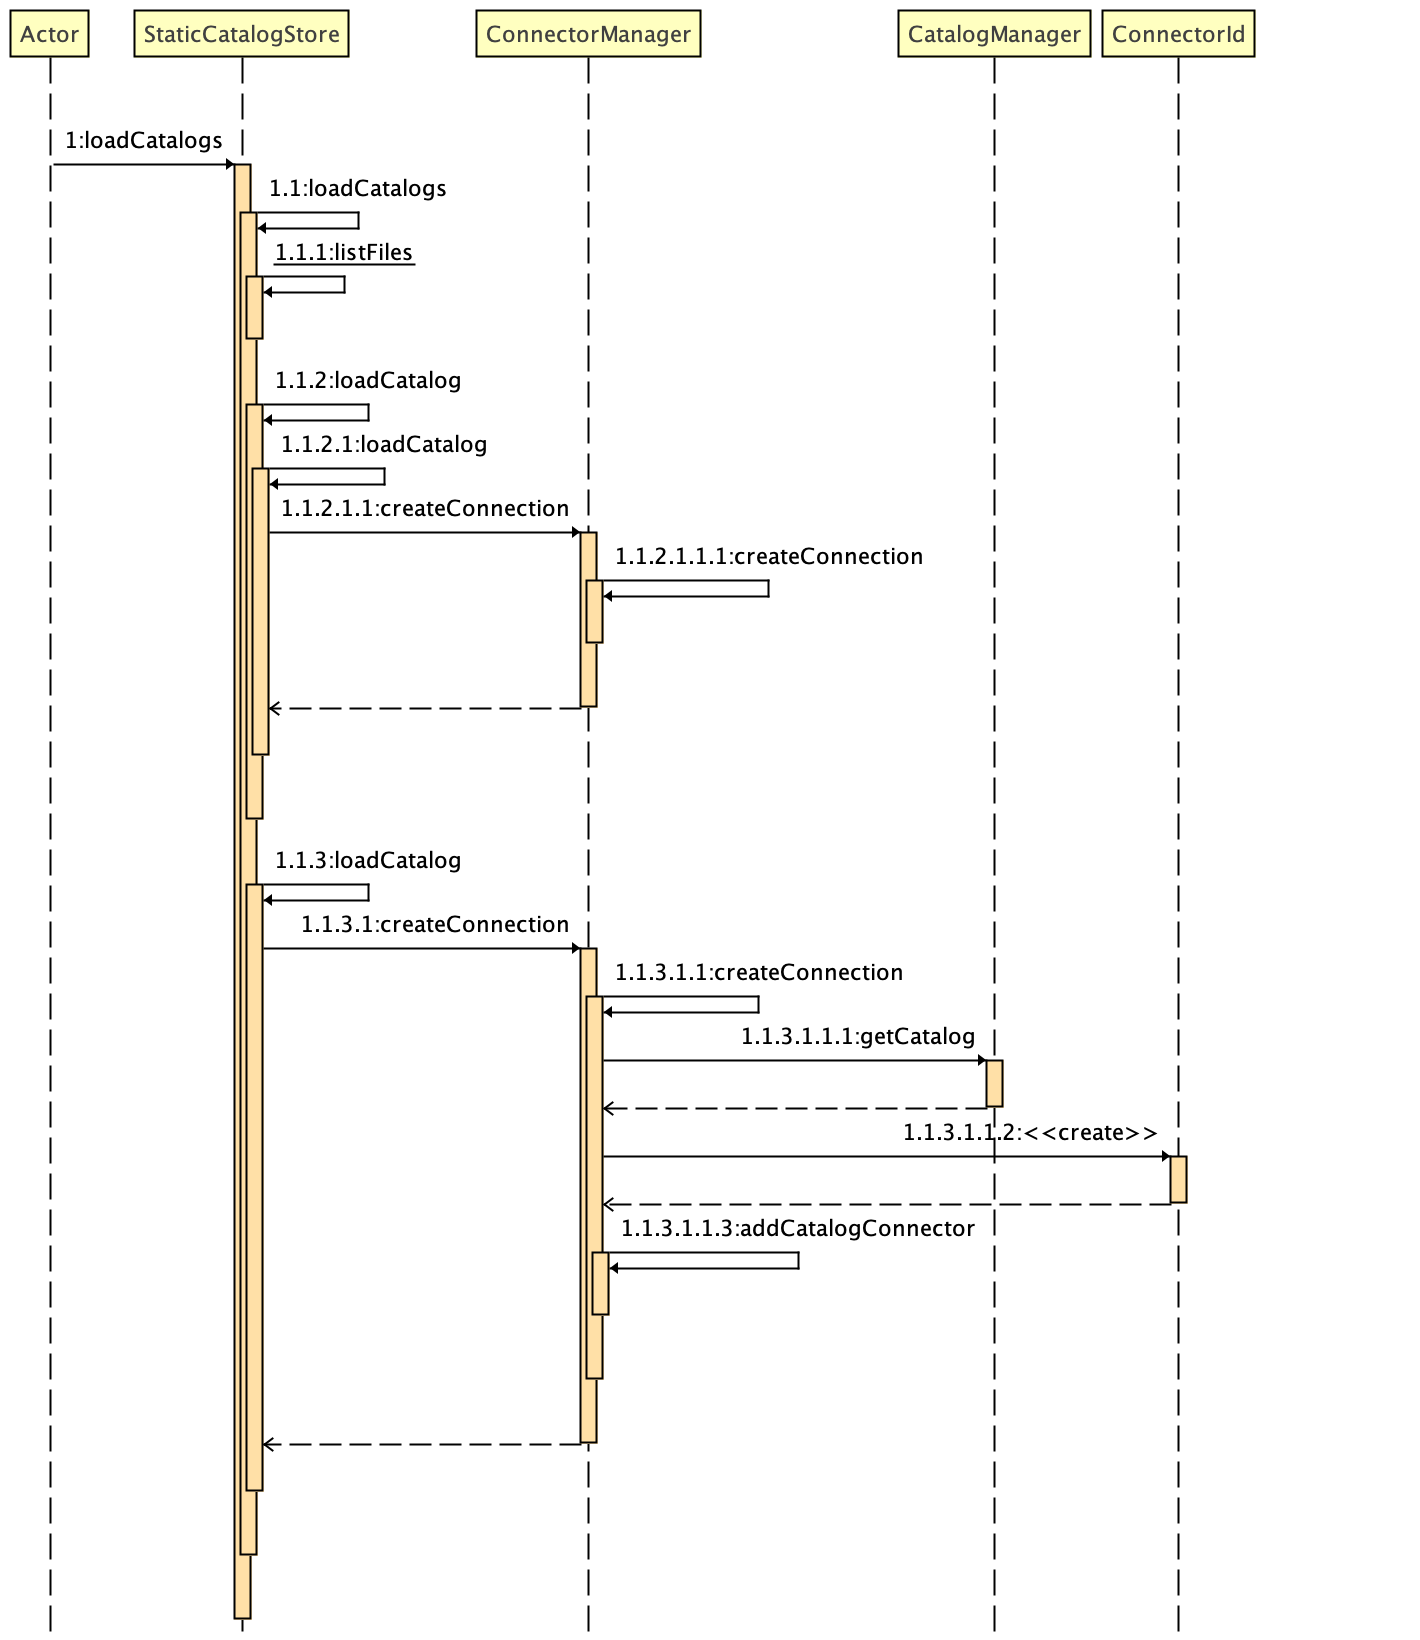 Actor
StaticCatalogStore
ConnectorManager
CatalogManager
ConnectorId
1:loadCatalogs
1.1:loadCatalogs
1.1.1:listFiles
1.1.2:loadCatalog
1.1.2.1:loadCatalog
1.1.2.1.1:createConnection
1.1.2.1.1.1:createConnection
1.1.3:loadCatalog
1.1.3.1:createConnection
1.1.3.1.1:createConnection
1.1.3.1.1.1:getCatalog
1.1.3.1.1.2:<<create>>
1.1.3.1.1.3:addCatalogConnector